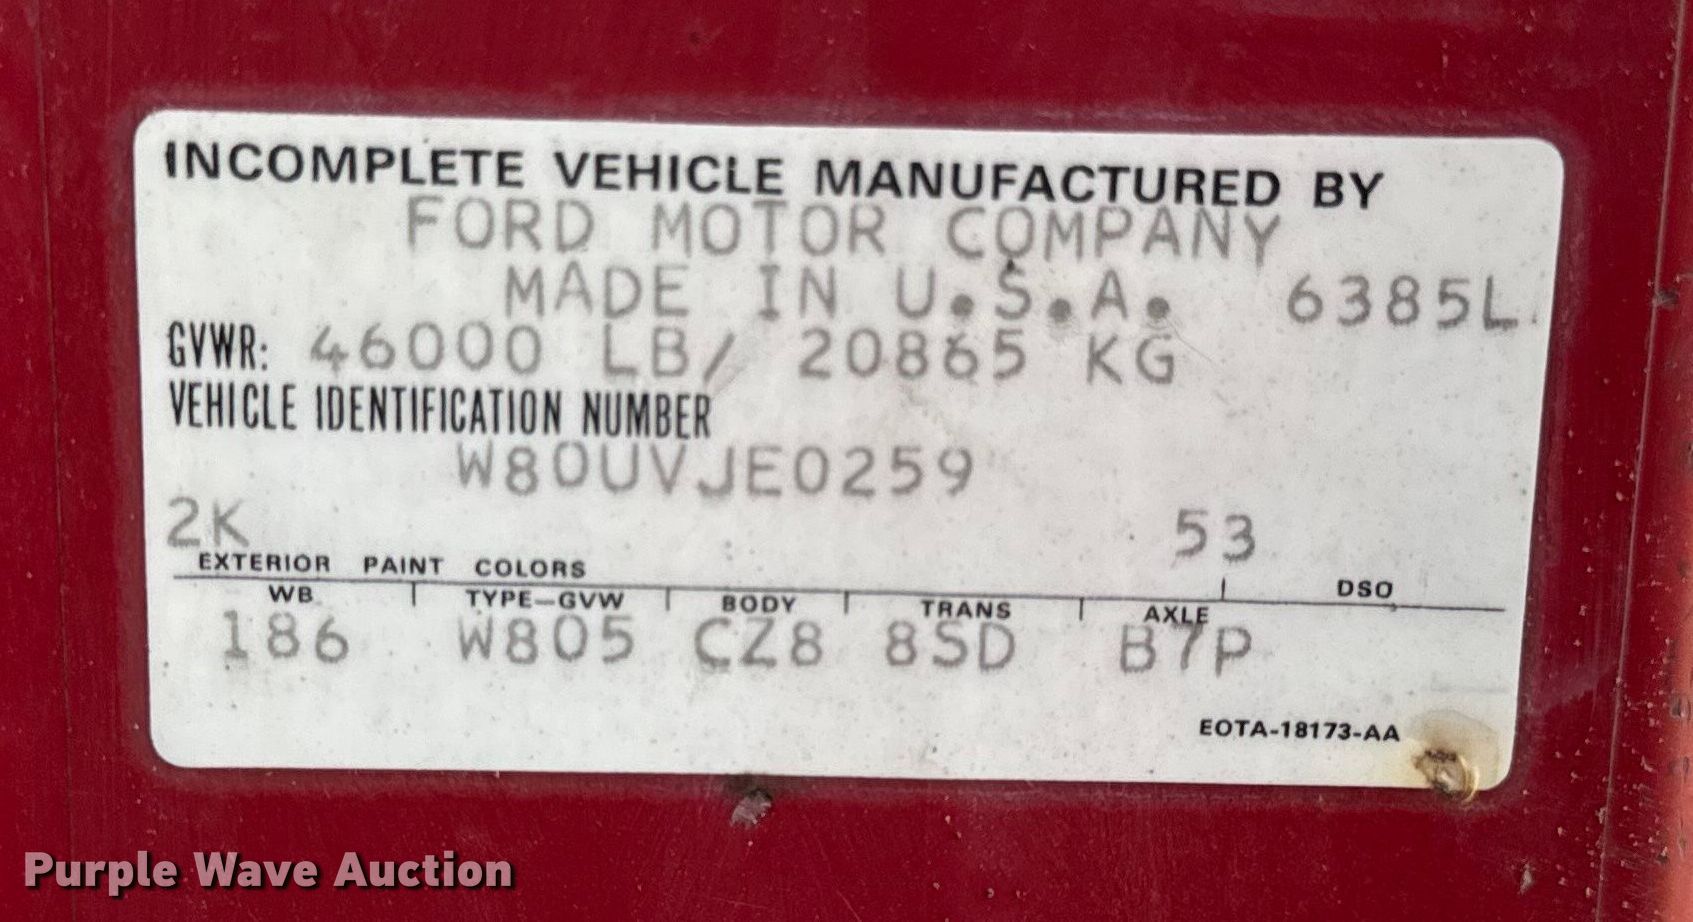 INCOMPLETE VEHICLE MANUFACTURED BY
FORD MOTOR COMPANY
MADE IN U.S.A. 6385L
GVWR: 46000 LB/ 20865 KG
VEHICLE IDENTIFICATION NUMBER
W80UVJE0259
2K 53
EXTERIOR PAINT COLORS DSO
WB TYPE-GVW BODY TRANS AXLE
186 W805 CZ8 8SD B7P
EOTA-18173-AA
Purple Wave Auction